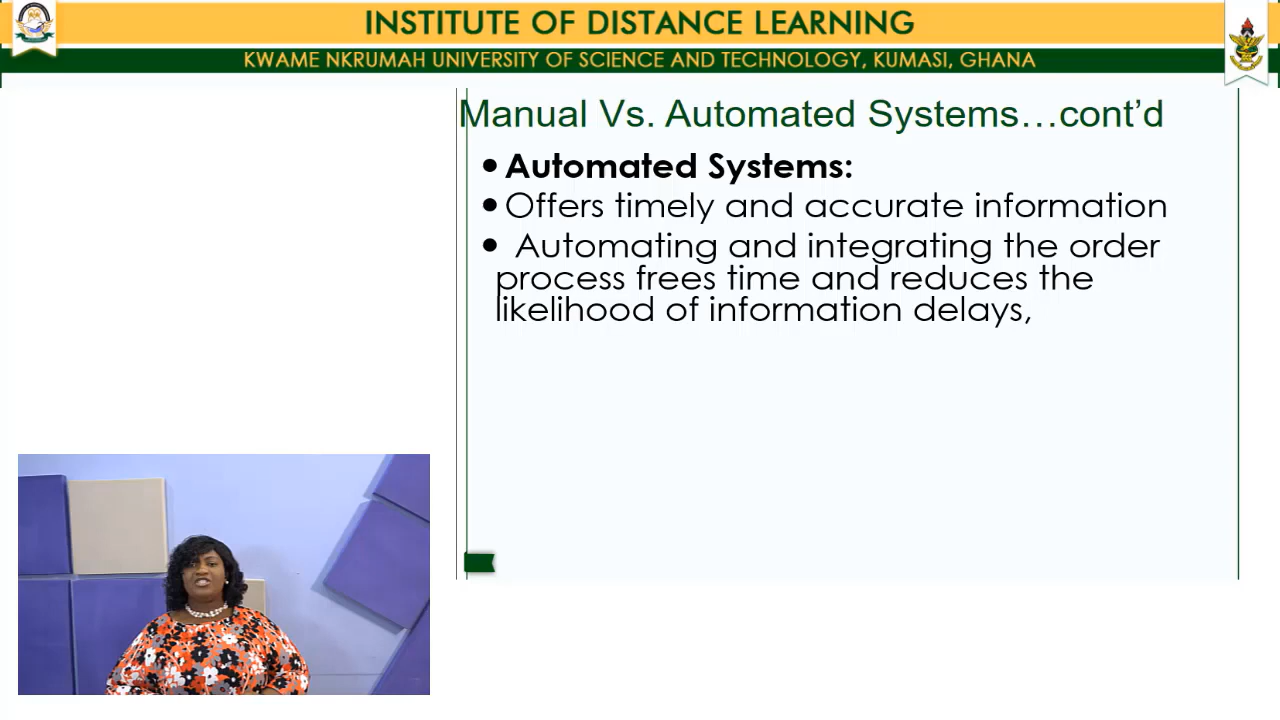 INSTITUTE OF DISTANCE LEARNING
KWAME NKRUMAH UNIVERSITY OF SCIENCE AND TECHNOLOGY, KUMASI, GHANA
Manual Vs. Automated Systems…cont’d
• Automated Systems:
• Offers timely and accurate information
• Automating and integrating the order
process frees time and reduces the
likelihood of information delays,